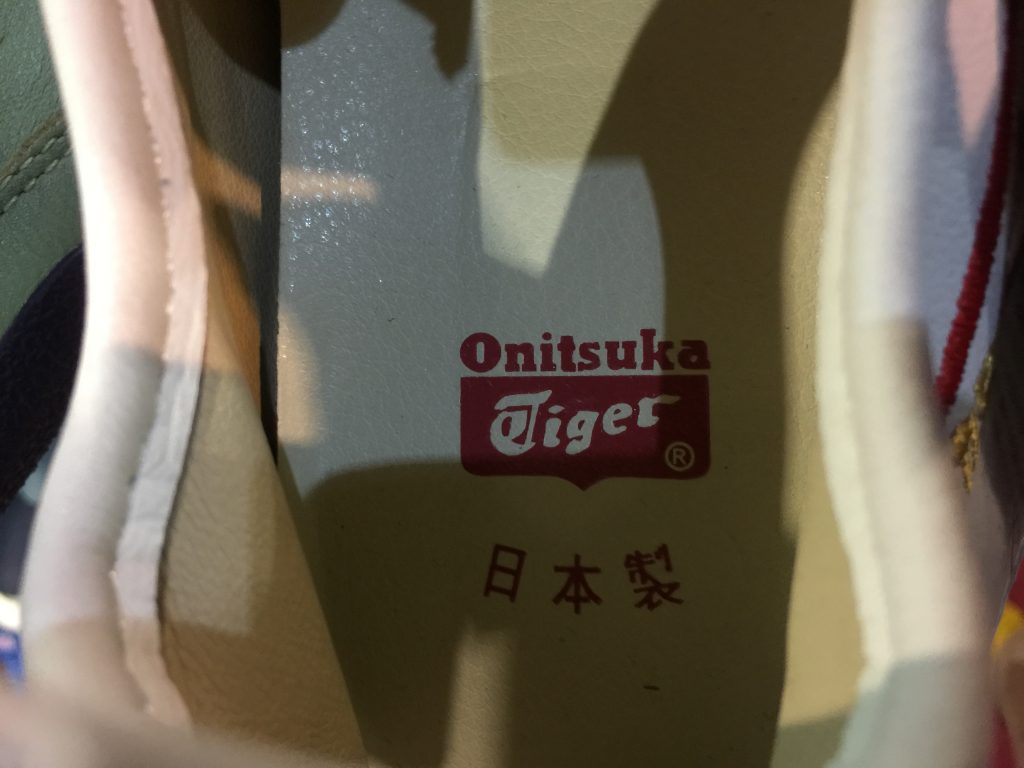 Onitsuka
Tiger ®
日本製